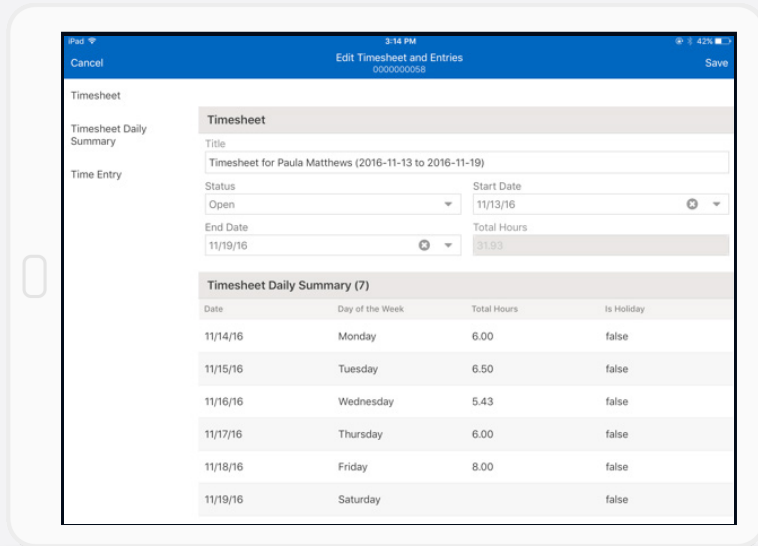 iPad 3:14 PM 42%
Cancel Edit Timesheet and Entries Save
0000000058
Timesheet
Timesheet Daily Summary
Time Entry
Timesheet
Title
Timesheet for Paula Matthews (2016-11-13 to 2016-11-19)
Status Start Date
Open 11/13/16
End Date Total Hours
11/19/16 31.93
Timesheet Daily Summary (7)
Date Day of the Week Total Hours Is Holiday
11/14/16 Monday 6.00 false
11/15/16 Tuesday 6.50 false
11/16/16 Wednesday 5.43 false
11/17/16 Thursday 6.00 false
11/18/16 Friday 8.00 false
11/19/16 Saturday false